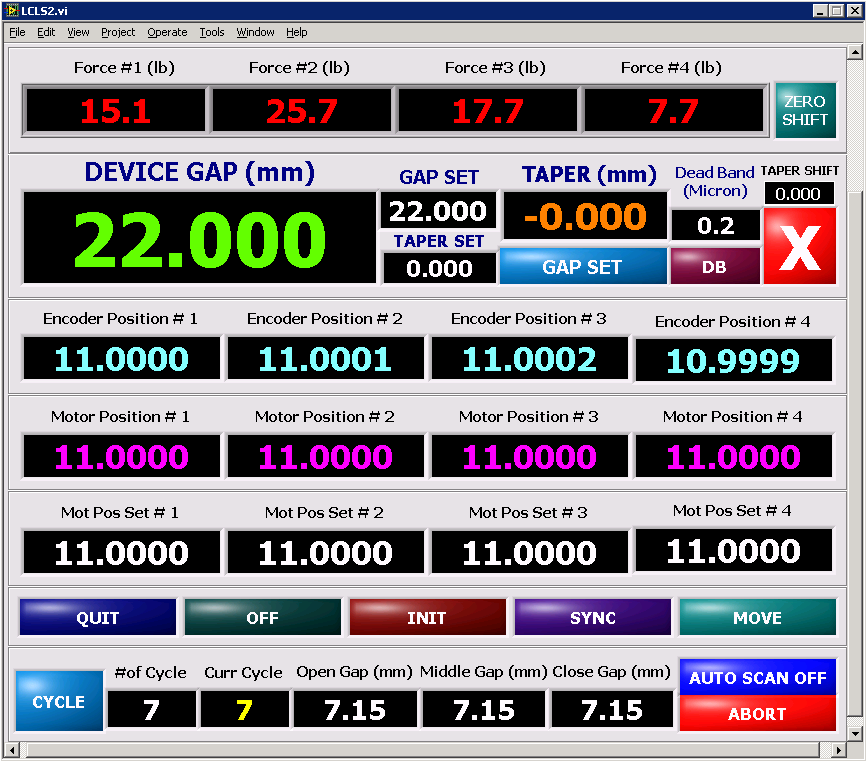 LCLS2.vi
File Edit View Project Operate Tools Window Help
Force #1 (lb) Force #2 (lb) Force #3 (lb) Force #4 (lb)
15.1 25.7 17.7 7.7
ZERO
SHIFT
DEVICE GAP (mm)
22.000
GAP SET
22.000
TAPER SET
0.000
TAPER (mm)
-0.000
GAP SET
Dead Band
(Micron)
0.2
DB
TAPER SHIFT
0.000
X
Encoder Position # 1 Encoder Position # 2 Encoder Position # 3 Encoder Position # 4
11.0000 11.0001 11.0002 10.9999
Motor Position # 1 Motor Position # 2 Motor Position # 3 Motor Position # 4
11.0000 11.0000 11.0000 11.0000
Mot Pos Set # 1 Mot Pos Set # 2 Mot Pos Set # 3 Mot Pos Set # 4
11.0000 11.0000 11.0000 11.0000
QUIT OFF INIT SYNC MOVE
CYCLE
#of Cycle Curr Cycle Open Gap (mm) Middle Gap (mm) Close Gap (mm)
7 7 7.15 7.15 7.15
AUTO SCAN OFF
ABORT